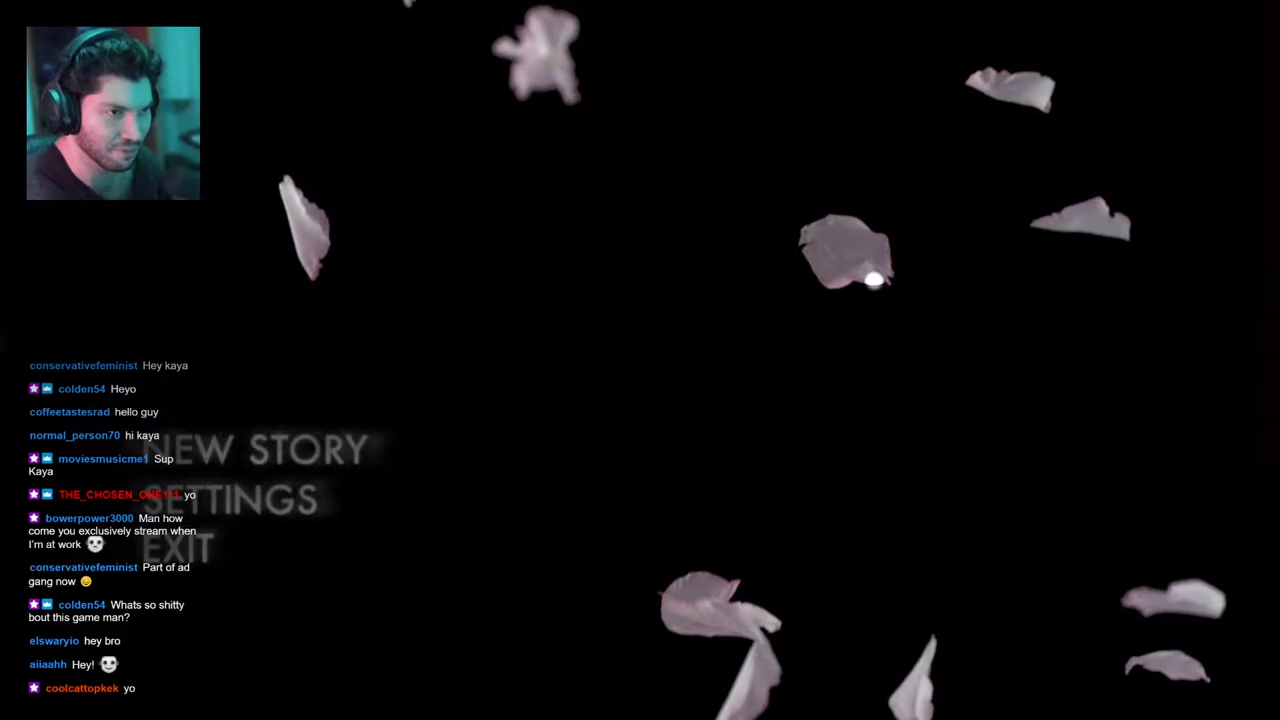 conservativefeminist Hey kaya
colden54 Heyo
coffeetastesrad hello guy
normal_person70 hi kaya
NEW STORY
moviesmusicme1 Sup
Kaya
THE_CHOSEN_ONE111 yo
SETTINGS
bowerpower3000 Man how
come you exclusively stream when
I'm at work
EXIT
conservativefeminist Part of ad
gang now
colden54 Whats so shitty
bout this game man?
elswaryio hey bro
aiiaahh Hey!
coolcattopkek yo